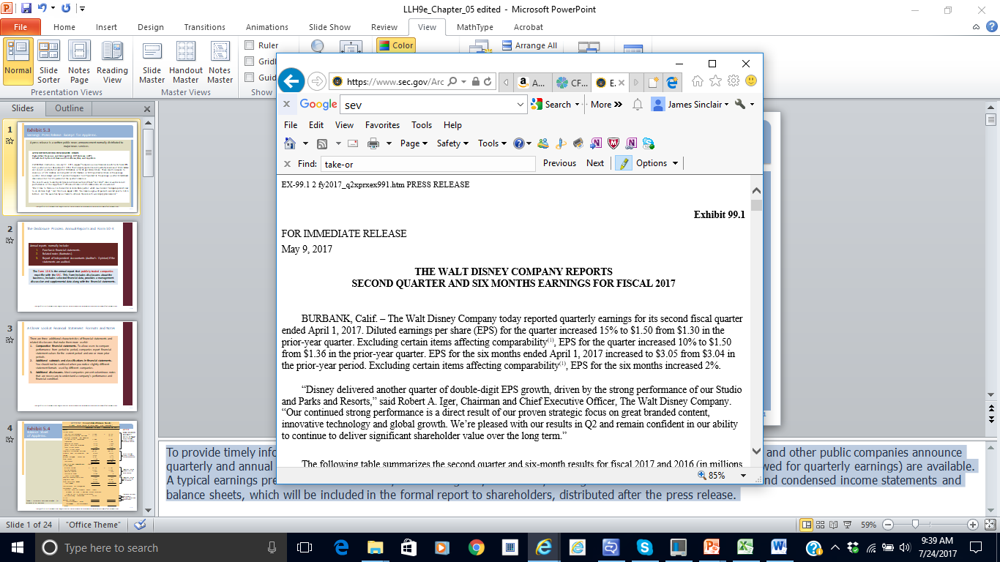 LLH9e_Chapter_05 edited - Microsoft PowerPoint
File Home Insert Design Transitions Animations Slide Show Review View MathType Acrobat
Normal
Slide Sorter
Notes Page
Reading View
Presentation Views
Slide Master
Handout Master
Notes Master
Master Views
Ruler
Gridl
Guid
Show
Color
Arrange All
Slides Outline
1
Exhibit 5.3
2
The Disclosure Process: Annual Reports and Form 10-K
3
A Closer Look at Financial Statement Formats and Notes
4
Exhibit 5.4
https://www.sec.gov/Arc
A...
CF...
E.
Google
sev
Search
More »
James Sinclair
File Edit View Favorites Tools Help
Page Safety Tools
Find: take-or
Previous Next Options
EX-99.1 2 fy2017_q2xprxex991.htm PRESS RELEASE
Exhibit 99.1
FOR IMMEDIATE RELEASE
May 9, 2017
THE WALT DISNEY COMPANY REPORTS
SECOND QUARTER AND SIX MONTHS EARNINGS FOR FISCAL 2017
BURBANK, Calif. – The Walt Disney Company today reported quarterly earnings for its second fiscal quarter
ended April 1, 2017. Diluted earnings per share (EPS) for the quarter increased 15% to $1.50 from $1.30 in the
prior-year quarter. Excluding certain items affecting comparability(1), EPS for the quarter increased 10% to $1.50
from $1.36 in the prior-year quarter. EPS for the six months ended April 1, 2017 increased to $3.05 from $3.04 in
the prior-year period. Excluding certain items affecting comparability(1), EPS for the six months increased 2%.
“Disney delivered another quarter of double-digit EPS growth, driven by the strong performance of our Studio
and Parks and Resorts,” said Robert A. Iger, Chairman and Chief Executive Officer, The Walt Disney Company.
“Our continued strong performance is a direct result of our proven strategic focus on great branded content,
innovative technology and global growth. We’re pleased with our results in Q2 and remain confident in our ability
to continue to deliver significant shareholder value over the long term.”
The following table summarizes the second quarter and six-month results for fiscal 2017 and 2016 (in millions
85%
To provide timely info
and other public companies announce
quarterly and annual
wed for quarterly earnings) are available.
A typical earnings pre
nd condensed income statements and
balance sheets, which will be included in the formal report to shareholders, distributed after the press release.
Slide 1 of 24 "Office Theme"
59%
Type here to search
9:39 AM
7/24/2017